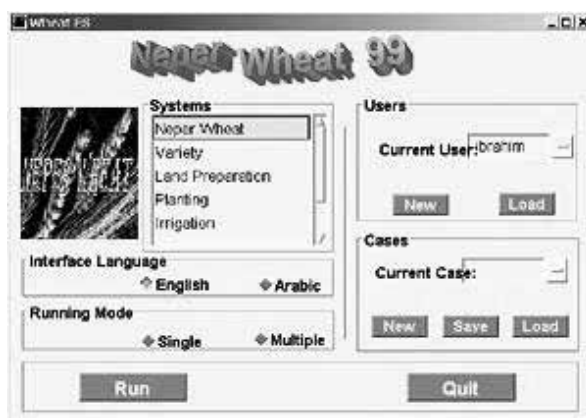 Wheat ES
Neper Wheat 99
Systems
Neper Wheat
Variety
Land Preparation
Planting
Irrigation
Users
Current User:
ibrahim
New
Load
Interface Language
English
Arabic
Cases
Current Case:
New
Save
Load
Running Mode
Single
Multiple
Run
Quit